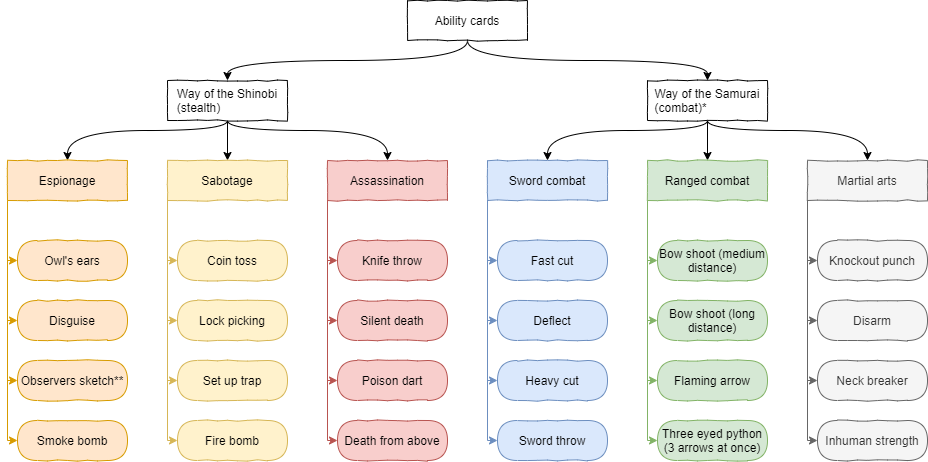 Ability cards
Way of the Shinobi
(stealth)
Way of the Samurai
(combat)*
Espionage
Sabotage
Assassination
Sword combat
Ranged combat
Martial arts
Owl's ears
Coin toss
Knife throw
Fast cut
Bow shoot (medium
distance)
Knockout punch
Disguise
Lock picking
Silent death
Deflect
Bow shoot (long
distance)
Disarm
Observers sketch**
Set up trap
Poison dart
Heavy cut
Flaming arrow
Neck breaker
Smoke bomb
Fire bomb
Death from above
Sword throw
Three eyed python
(3 arrows at once)
Inhuman strength